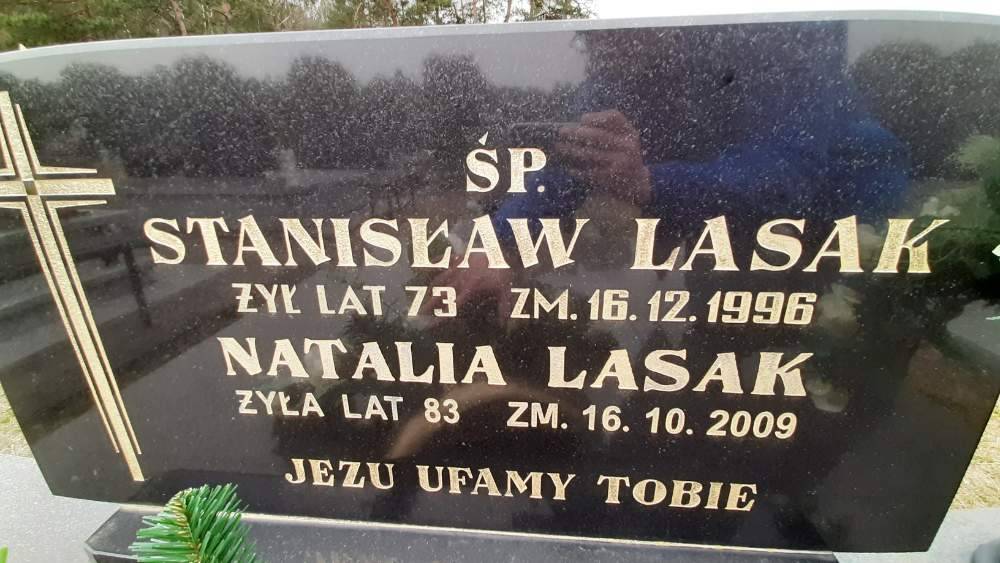 ŚP.
STANISŁAW LASAK
ŻYŁ LAT 73 ZM. 16. 12. 1996
NATALIA LASAK
ŻYŁA LAT 83 ZM. 16. 10. 2009
JEZU UFAMY TOBIE